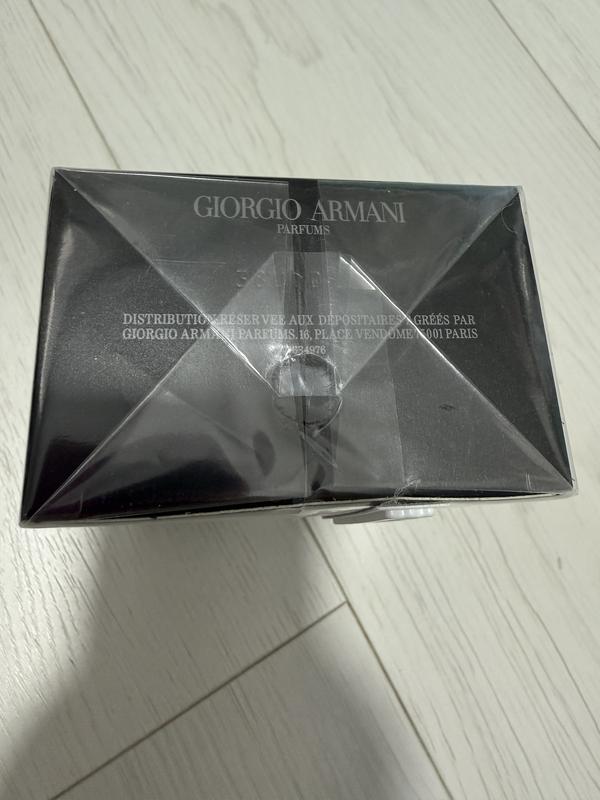 GIORGIO ARMANI
PARFUMS
DISTRIBUTION RESERVEE AUX DEPOSITAIRES AGRÉÉS PAR
GIORGIO ARMANI PARFUMS. 16, PLACE VENDOME 75001 PARIS